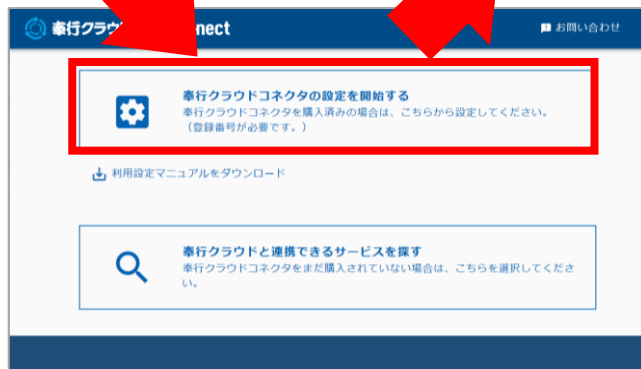 奉行クラウ
nect
お問い合わせ
奉行クラウドコネクタの設定を開始する
奉行クラウドコネクタを購入済みの場合は、こちらから設定してください。
（登録番号が必要です。）
利用設定マニュアルをダウンロード
奉行クラウドと連携できるサービスを探す
奉行クラウドコネクタをまだ購入されていない場合は、こちらを選択してくださ
い。